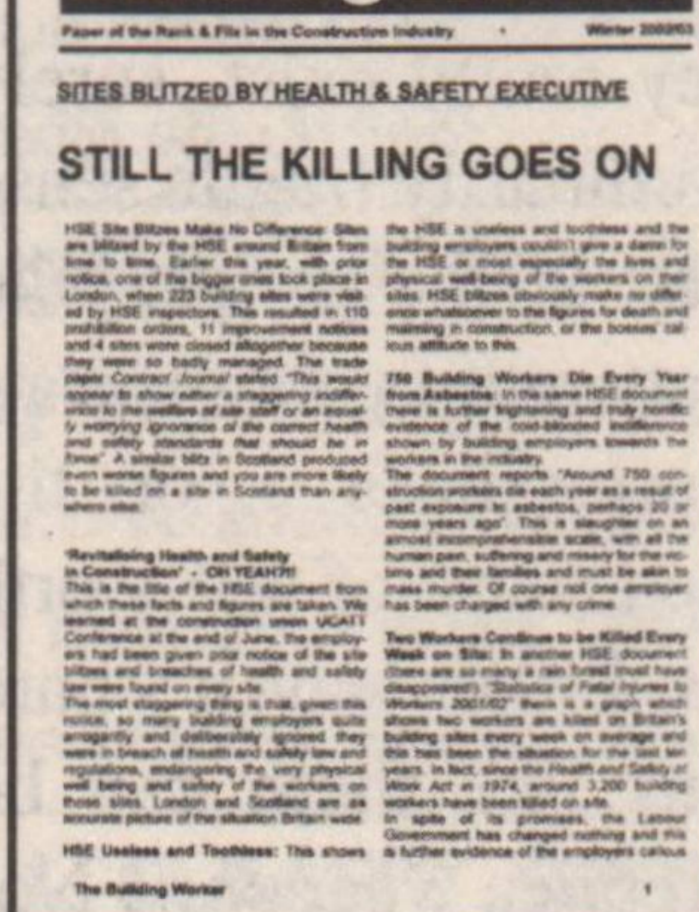 Paper of the Rank & File in the Construction Industry • Winter 2002/03
SITES BLITZED BY HEALTH & SAFETY EXECUTIVE
STILL THE KILLING GOES ON
HSE Site Blitzes Make No Difference: Sites
are blitzed by the HSE around Britain from
time to time. Earlier this year, with prior
notice, one of the bigger ones took place in
London, when 223 building sites were visit-
ed by HSE inspectors. This resulted in 110
prohibition orders, 11 improvement notices
and 4 sites were closed altogether because
they were so badly managed. The trade
paper Contract Journal stated "This would
appear to show either a staggering indiffer-
ence to the welfare of site staff or an equal-
ly worrying ignorance of the correct health
and safety standards that should be in
force". A similar blitz in Scotland produced
even worse figures and you are more likely
to be killed on a site in Scotland than any-
where else.
'Revitalising Health and Safety
in Construction' - OH YEAH?!!
This is the title of the HSE document from
which these facts and figures are taken. We
learned at the construction union UCATT
Conference at the end of June, the employ-
ers had been given prior notice of the site
blitzes and breaches of health and safety
law were found on every site.
The most staggering thing is that, given this
notice, so many building employers quite
arrogantly and deliberately ignored they
were in breach of health and safety law and
regulations, endangering the very physical
well being and safety of the workers on
those sites. London and Scotland are as
accurate picture of the situation Britain wide.
HSE Useless and Toothless: This shows
the HSE is useless and toothless and the
building employers couldn't give a damn for
the HSE or most especially the lives and
physical well-being of the workers on their
sites. HSE blitzes obviously make no differ-
ence whatsoever to the figures for death and
maiming in construction, or the bosses' cal-
lous attitude to this.
750 Building Workers Die Every Year
from Asbestos: In the same HSE document
there is further frightening and truly horrific
evidence of the cold-blooded indifference
shown by building employers towards the
workers in the industry.
The document reports "Around 750 con-
struction workers die each year as a result of
past exposure to asbestos, perhaps 20 or
more years ago". This is slaughter on an
almost incomprehensible scale, with all the
human pain, suffering and misery for the vic-
tims and their families and must be akin to
mass murder. Of course not one employer
has been charged with any crime.
Two Workers Continue to be Killed Every
Week on Site: In another HSE document
(there are so many a rain forest must have
disappeared), "Statistics of Fatal Injuries to
Workers 2001/02" there is a graph which
shows two workers are killed on Britain's
building sites every week on average and
this has been the situation for the last ten
years. In fact, since the Health and Safety at
Work Act in 1974, around 3,200 building
workers have been killed on site.
In spite of its promises, the Labour
Government has changed nothing and this
is further evidence of the employers callous
The Building Worker 1